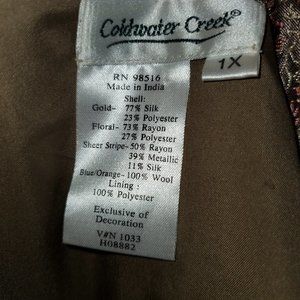 Coldwater Creek®
1X
RN 98516
Made in India
Shell:
Gold- 77% Silk
23% Polyester
Floral- 73% Rayon
27% Polyester
Sheer Stripe- 50% Rayon
39% Metallic
11% Silk
Blue/Orange- 100% Wool
Lining :
100% Polyester
Exclusive of
Decoration
V#N 1033
H08882